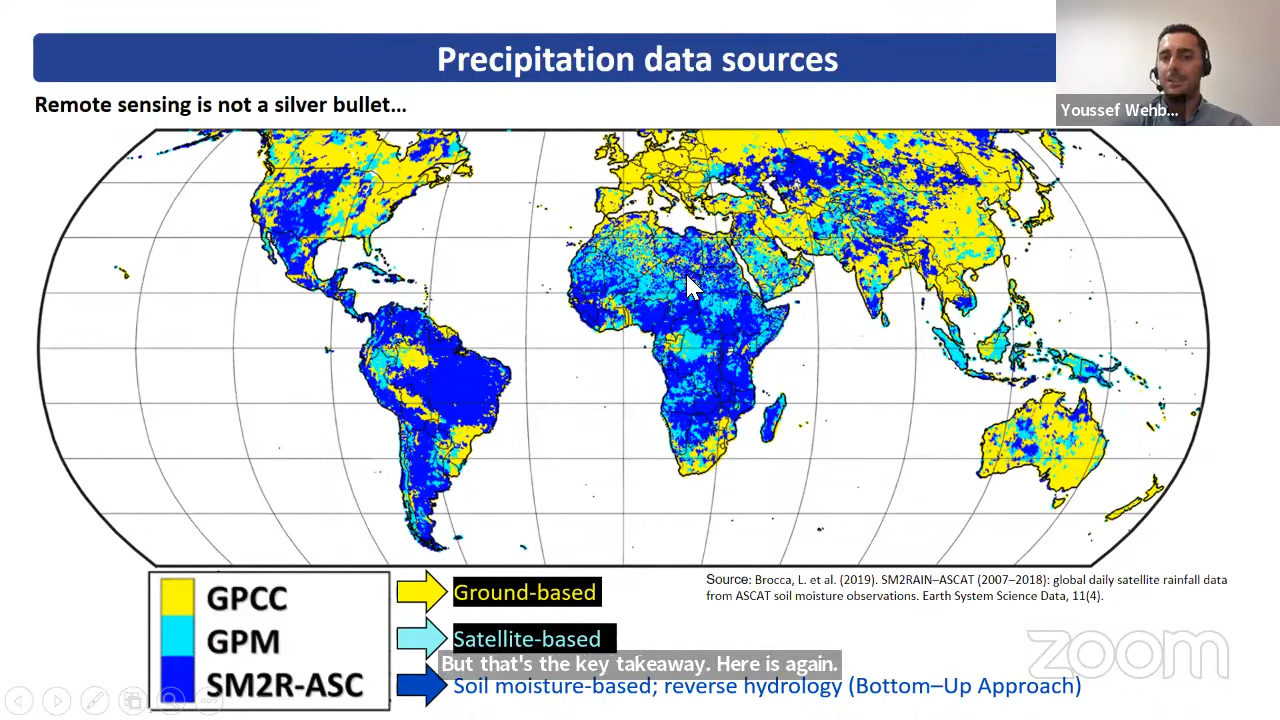 Precipitation data sources
Youssef Wehb...
Remote sensing is not a silver bullet...
GPCC
Ground-based
GPM
Satellite-based
SM2R-ASC
Soil moisture-based; reverse hydrology (Bottom–Up Approach)
But that's the key takeaway. Here is again.
Source: Brocca, L. et al. (2019). SM2RAIN–ASCAT (2007–2018): global daily satellite rainfall data
from ASCAT soil moisture observations. Earth System Science Data, 11(4).
zoom